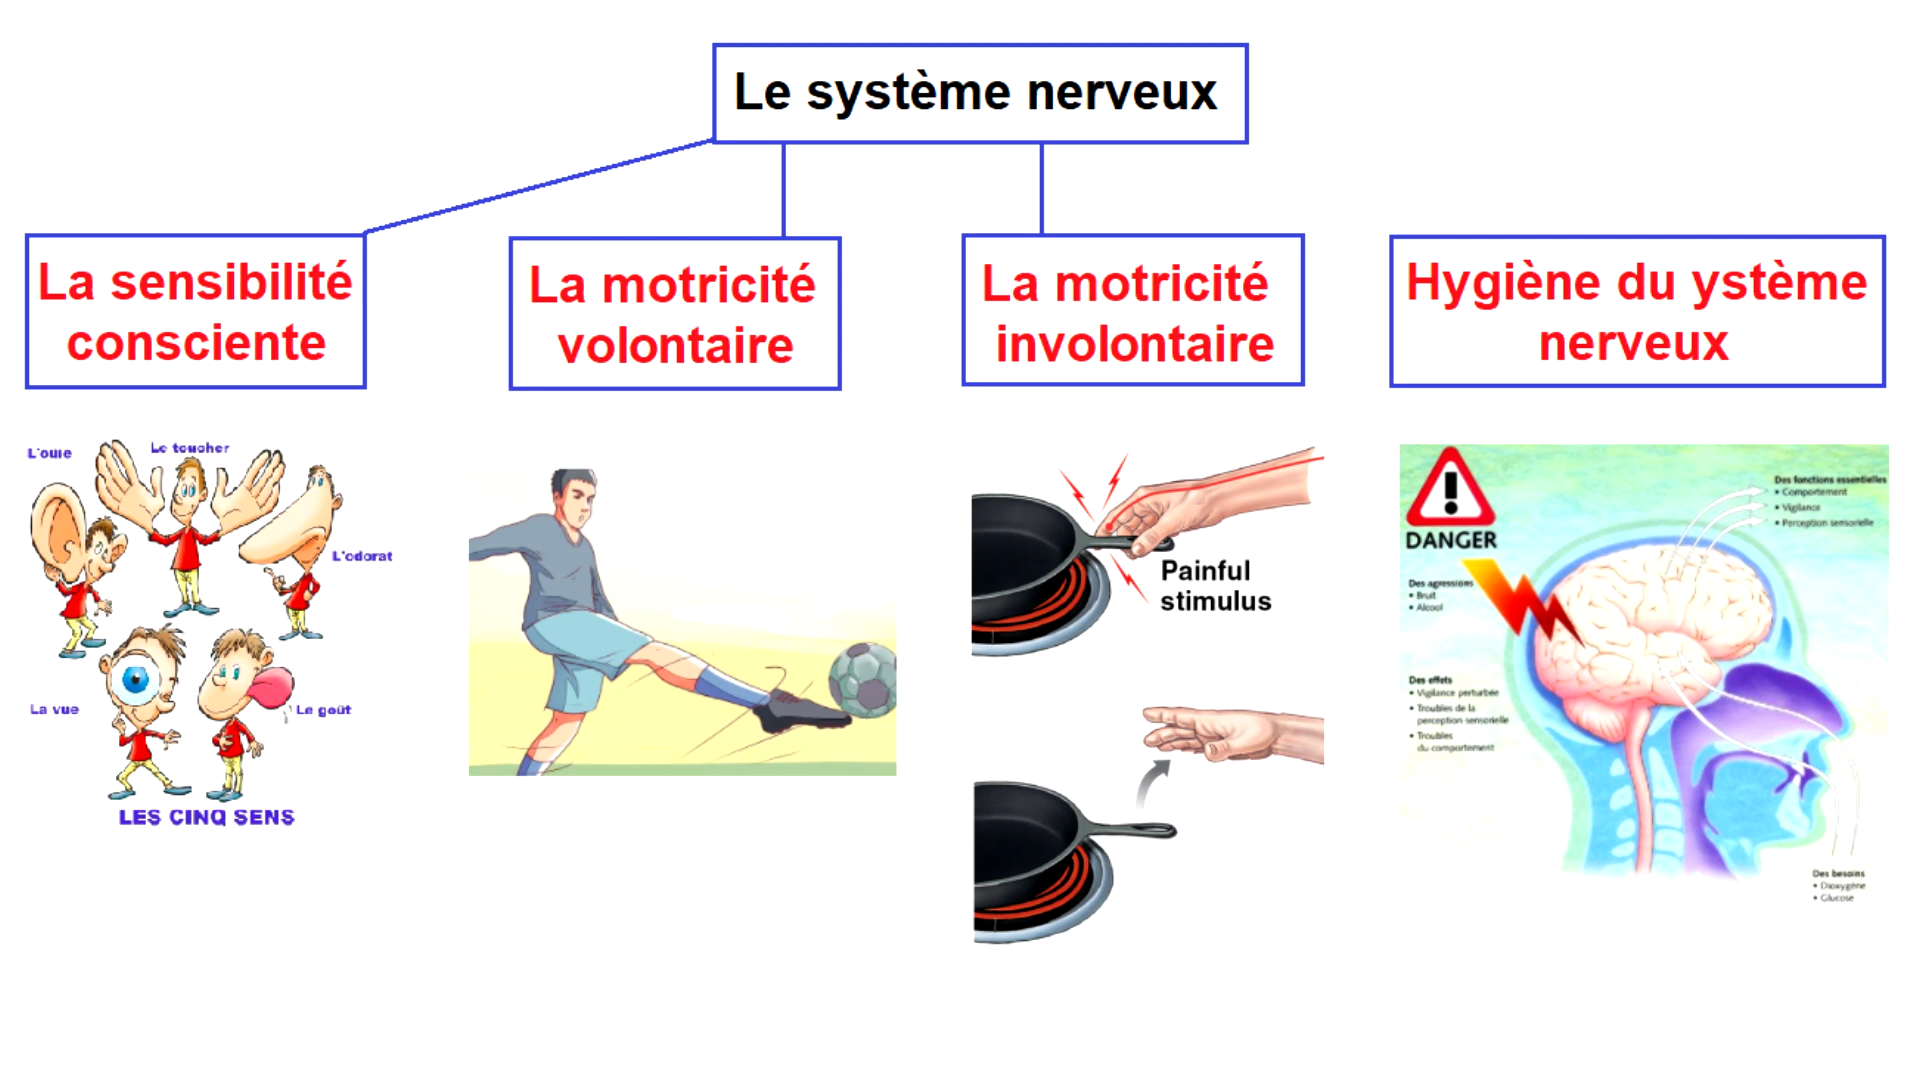 Le système nerveux
La sensibilité
consciente
La motricité
volontaire
La motricité
involontaire
Hygiène du ystème
nerveux
L'ouïe
Le toucher
L'odorat
La vue
Le goût
LES CINQ SENS
Painful
stimulus
DANGER
Des fonctions essentielles
• Comportement
• Vigilance
• Perception sensorielle
Des agressions
• Bruit
• Alcool
Des effets
• Vigilance perturbée
• Troubles de la
perception sensorielle
• Troubles
du comportement
Des besoins
• Dioxygène
• Glucose